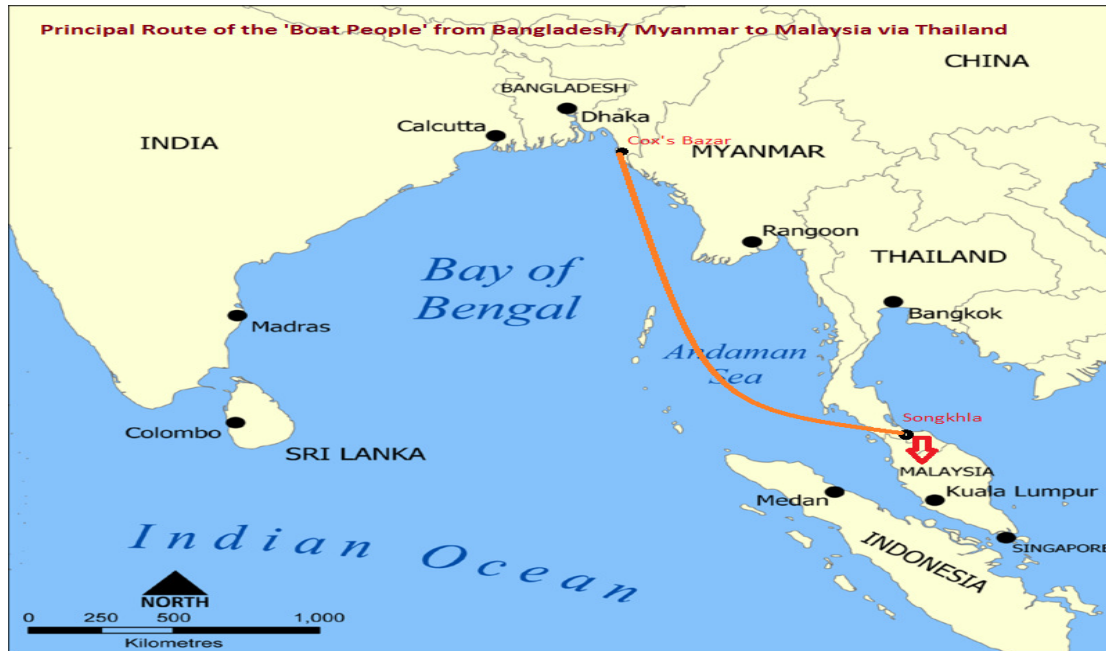 Principal Route of the 'Boat People' from Bangladesh/ Myanmar to Malaysia via Thailand
CHINA
BANGLADESH
Dhaka
Calcutta
INDIA
Cox's Bazar
MYANMAR
Rangoon
THAILAND
Bay of
Bengal
Bangkok
Madras
Andaman
Sea
Songkhla
Colombo
SRI LANKA
MALAYSIA
Kuala Lumpur
Medan
Indian Ocean
INDONESIA
SINGAPORE
NORTH
0 250 500 1,000
Kilometres